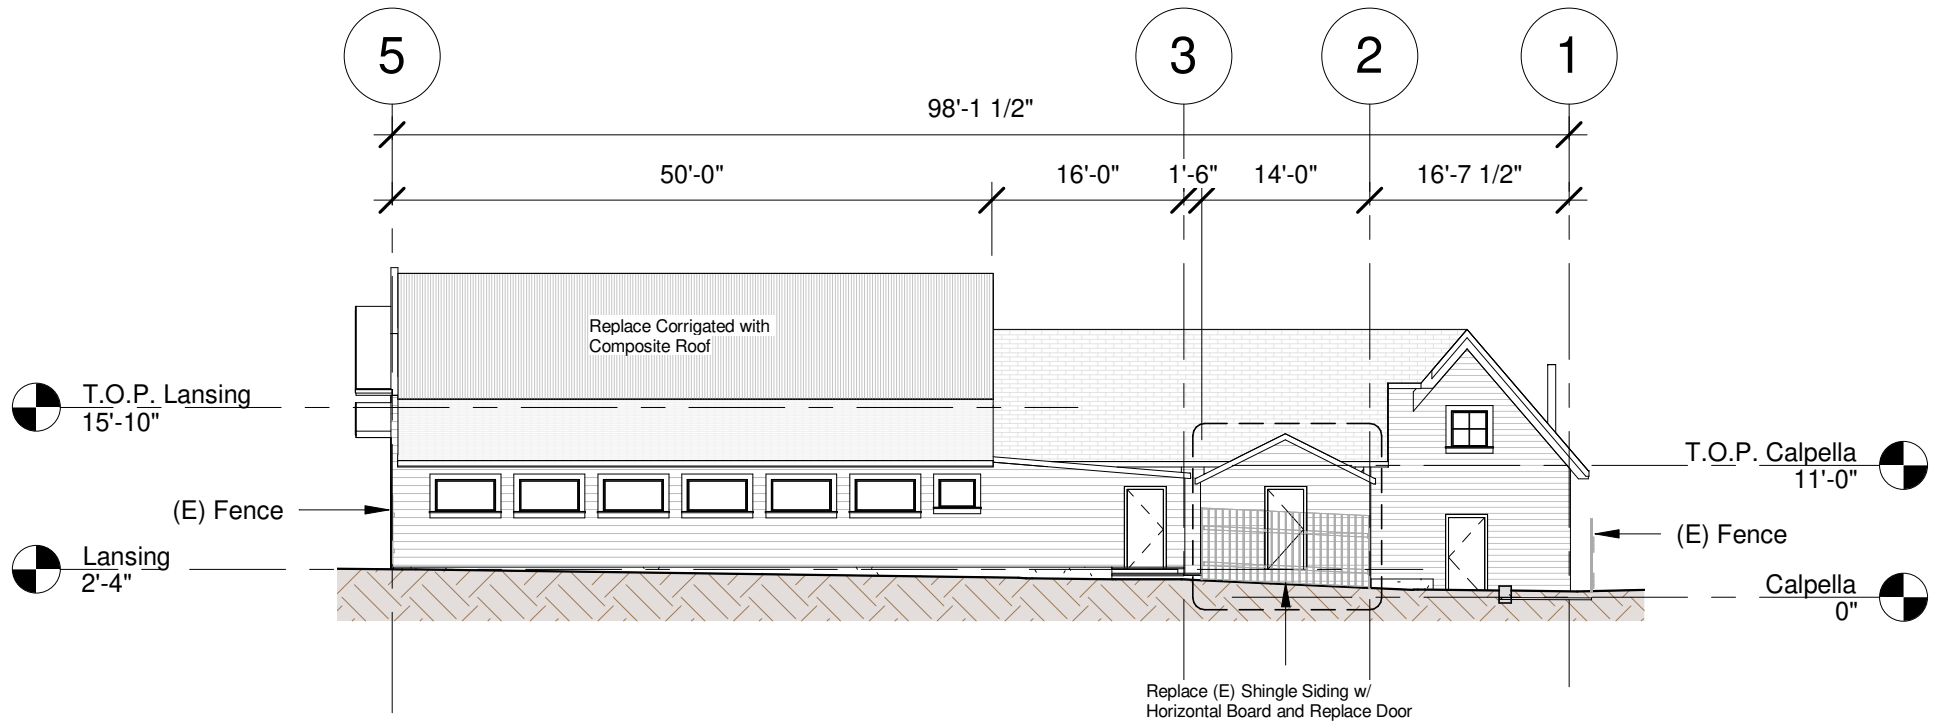 5
3
2
1
98'-1 1/2"
50'-0"
16'-0"
1'-6"
14'-0"
16'-7 1/2"
Replace Corrigated with
Composite Roof
T.O.P. Lansing
15'-10"
T.O.P. Calpella
11'-0"
(E) Fence
(E) Fence
Lansing
2'-4"
Calpella
0"
Replace (E) Shingle Siding w/
Horizontal Board and Replace Door